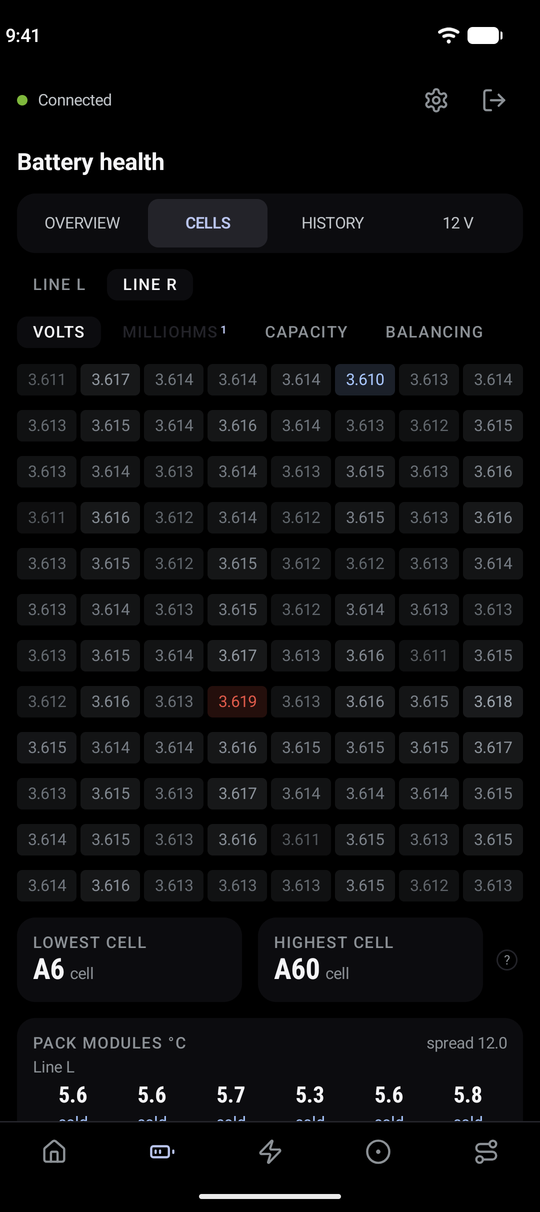 9:41
Connected
Battery health
OVERVIEW CELLS HISTORY 12 V
LINE L LINE R
VOLTS MILLIOHMS¹ CAPACITY BALANCING
3.611 3.617 3.614 3.614 3.614 3.610 3.613 3.614
3.613 3.615 3.614 3.616 3.614 3.613 3.612 3.615
3.613 3.614 3.613 3.614 3.613 3.615 3.613 3.616
3.611 3.616 3.612 3.614 3.612 3.615 3.613 3.616
3.613 3.615 3.612 3.615 3.612 3.612 3.613 3.614
3.613 3.614 3.613 3.615 3.612 3.614 3.613 3.613
3.613 3.615 3.614 3.617 3.613 3.616 3.611 3.615
3.612 3.616 3.613 3.619 3.613 3.616 3.615 3.618
3.615 3.614 3.614 3.616 3.615 3.615 3.615 3.617
3.613 3.615 3.613 3.617 3.614 3.614 3.614 3.615
3.614 3.615 3.613 3.616 3.611 3.615 3.613 3.615
3.614 3.616 3.613 3.613 3.613 3.615 3.612 3.613
LOWEST CELL HIGHEST CELL
A6 cell A60 cell ?
PACK MODULES °C spread 12.0
Line L
5.6 5.6 5.7 5.3 5.6 5.8
cold cold cold cold cold cold